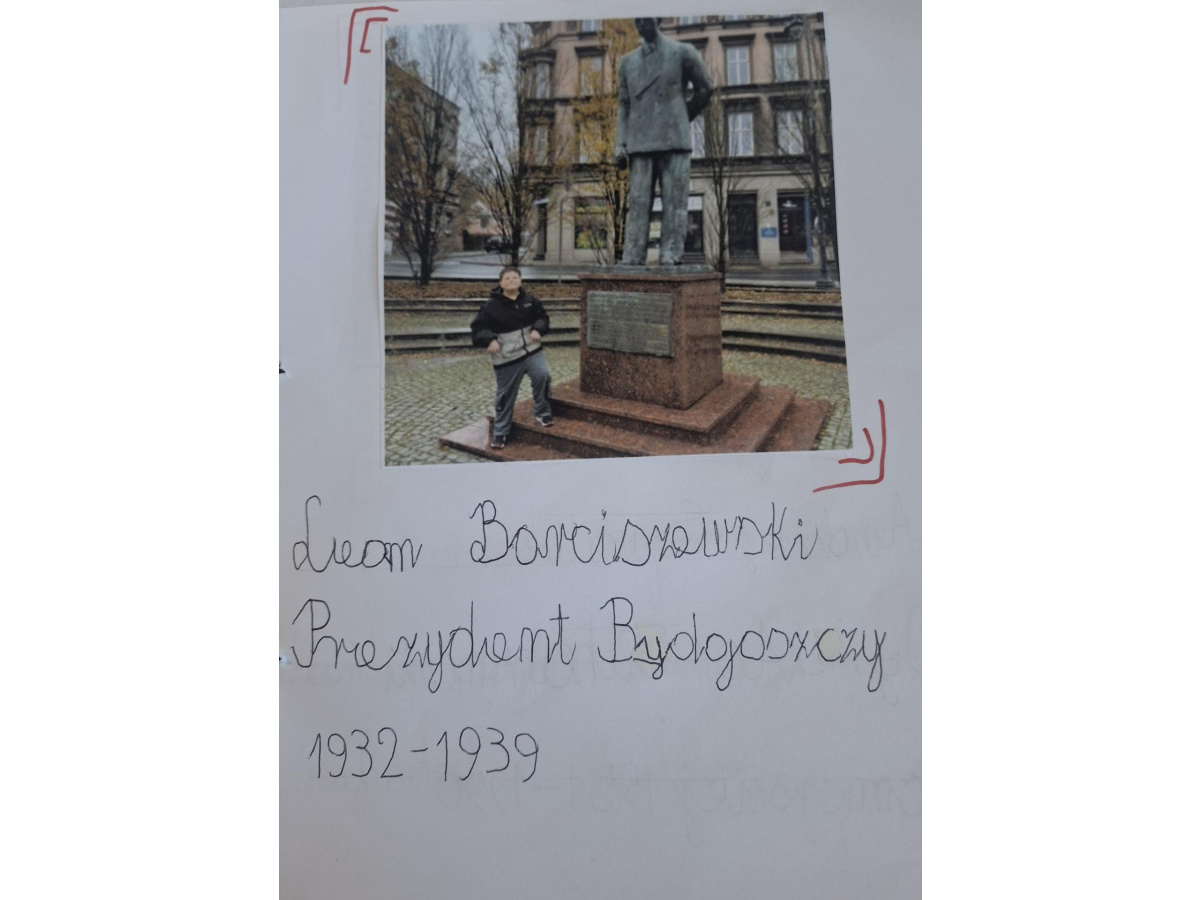 Leon Barciszewski
Prezydent Bydgoszczy
1932-1939